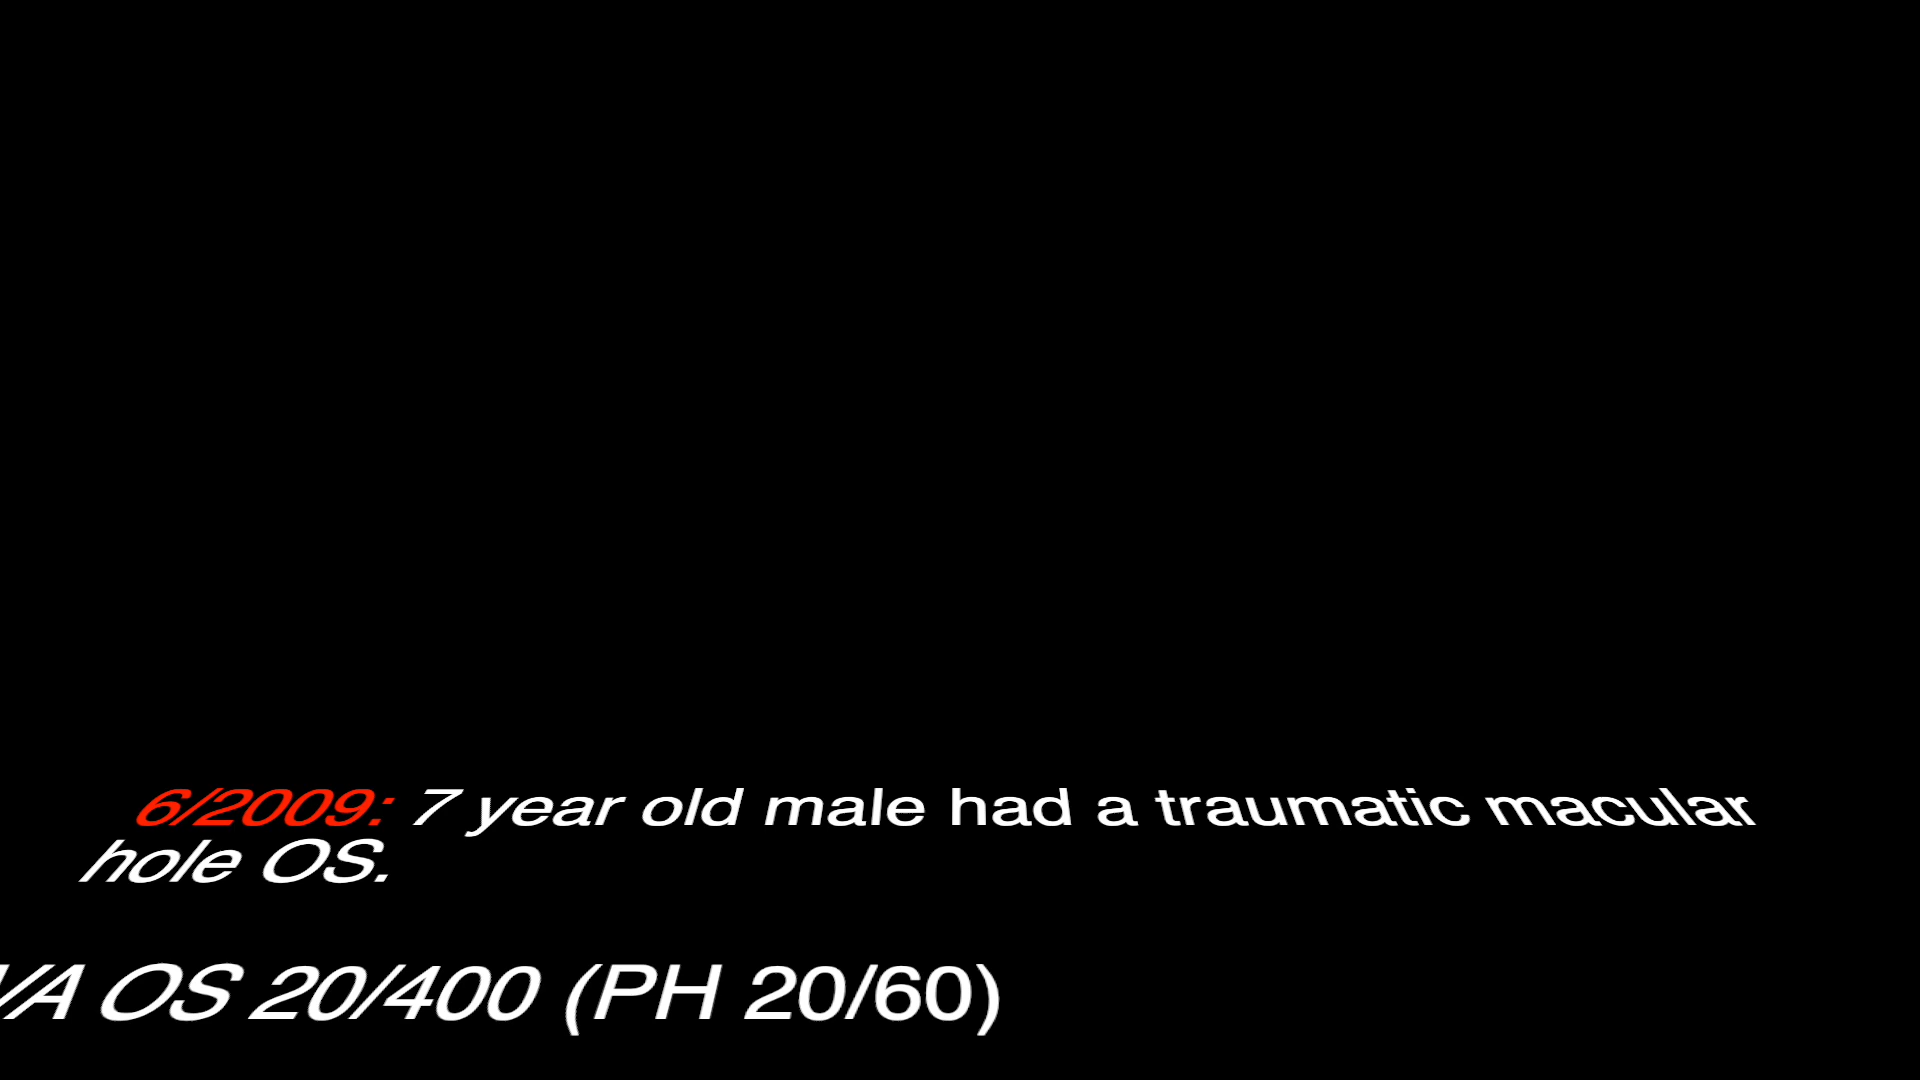 6/2009: 7 year old male had a traumatic macular
hole OS.
VA OS 20/400 (PH 20/60)